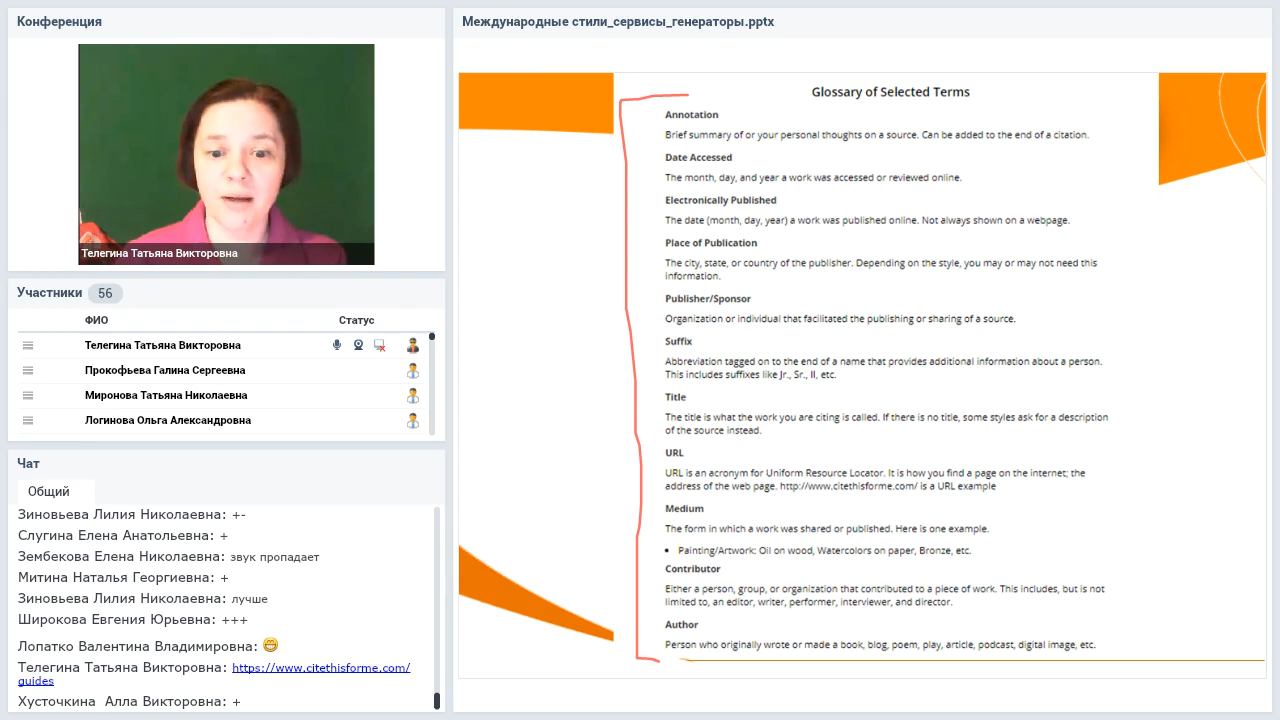 Конференция
Телегина Татьяна Викторовна
Участники 56
ФИО Статус
Телегина Татьяна Викторовна
Прокофьева Галина Сергеевна
Миронова Татьяна Николаевна
Логинова Ольга Александровна
Чат
Общий
Зиновьева Лилия Николаевна: +-
Слугина Елена Анатольевна: +
Зембекова Елена Николаевна: звук пропадает
Митина Наталья Георгиевна: +
Зиновьева Лилия Николаевна: лучше
Широкова Евгения Юрьевна: +++
Лопатко Валентина Владимировна: 😁
Телегина Татьяна Викторовна: https://www.citethisforme.com/
guides
Хусточкина Алла Викторовна: +
Международные стили_сервисы_генераторы.pptx
Glossary of Selected Terms
Annotation
Brief summary of or your personal thoughts on a source. Can be added to the end of a citation.
Date Accessed
The month, day, and year a work was accessed or reviewed online.
Electronically Published
The date (month, day, year) a work was published online. Not always shown on a webpage.
Place of Publication
The city, state, or country of the publisher. Depending on the style, you may or may not need this
information.
Publisher/Sponsor
Organization or individual that facilitated the publishing or sharing of a source.
Suffix
Abbreviation tagged on to the end of a name that provides additional information about a person.
This includes suffixes like Jr., Sr., II, etc.
Title
The title is what the work you are citing is called. If there is no title, some styles ask for a description
of the source instead.
URL
URL is an acronym for Uniform Resource Locator. It is how you find a page on the internet; the
address of the web page. http://www.citethisforme.com/ is a URL example
Medium
The form in which a work was shared or published. Here is one example.
• Painting/Artwork: Oil on wood, Watercolors on paper, Bronze, etc.
Contributor
Either a person, group, or organization that contributed to a piece of work. This includes, but is not
limited to, an editor, writer, performer, interviewer, and director.
Author
Person who originally wrote or made a book, blog, poem, play, article, podcast, digital image, etc.